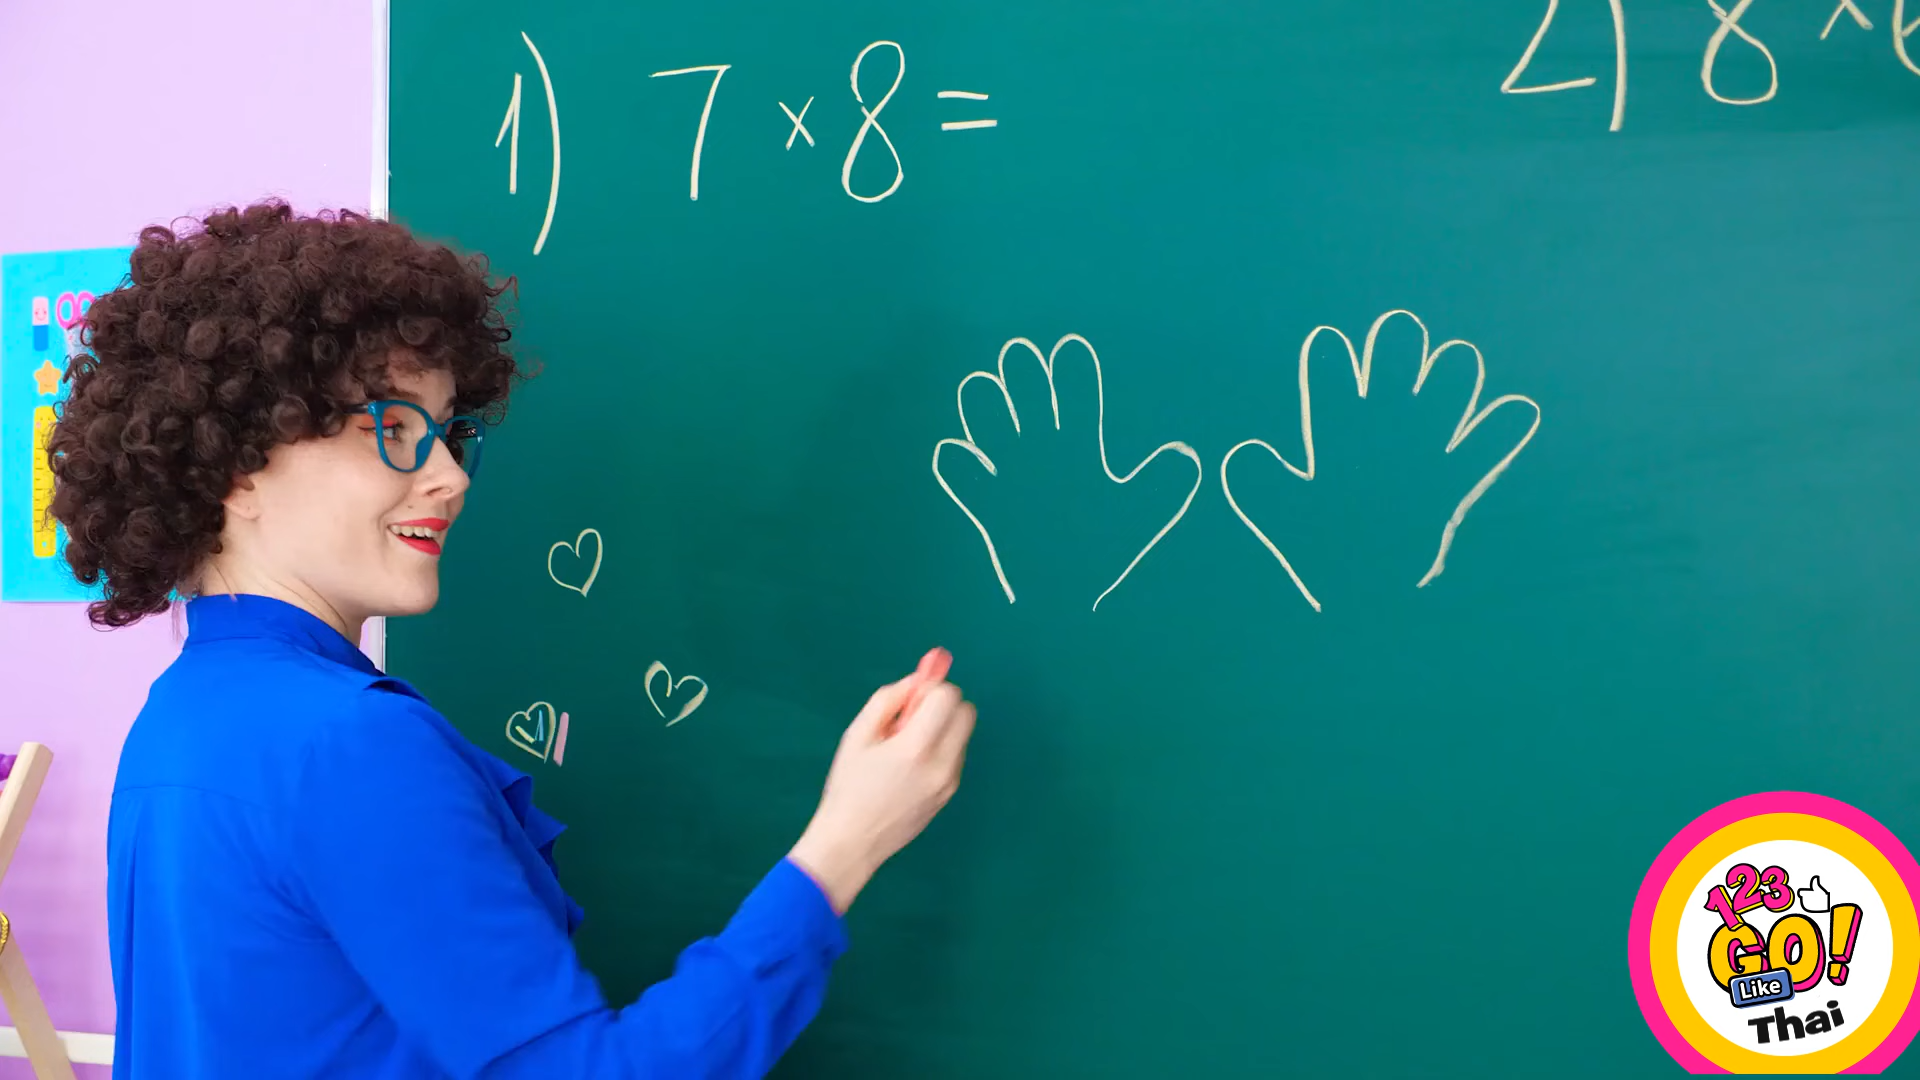 1) 7 × 8 =
2) 8 ×
123
GO!
Like
Thai